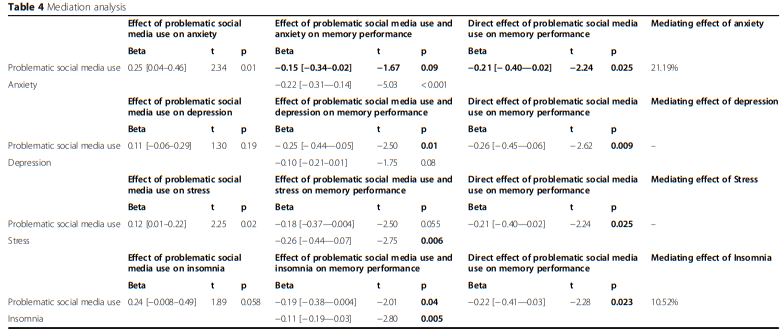 Table 4 Mediation analysis
Effect of problematic social media use on anxiety Effect of problematic social media use and anxiety on memory performance Direct effect of problematic social media use on memory performance Mediating effect of anxiety
Beta t p Beta t p Beta t p
Problematic social media use 0.25 [0.04–0.46] 2.34 0.01 −0.15 [−0.34–0.02] −1.67 0.09 −0.21 [− 0.40—0.02] −2.24 0.025 21.19%
Anxiety −0.22 [−0.31—0.14] −5.03 <0.001
Effect of problematic social media use on depression Effect of problematic social media use and depression on memory performance Direct effect of problematic social media use on memory performance Mediating effect of depression
Beta t p Beta t p Beta t p
Problematic social media use 0.11 [−0.06–0.29] 1.30 0.19 − 0.25 [− 0.44—0.05] −2.50 0.01 −0.26 [− 0.45—0.06] − 2.62 0.009 –
Depression −0.10 [−0.21–0.01] −1.75 0.08
Effect of problematic social media use on stress Effect of problematic social media use and stress on memory performance Direct effect of problematic social media use on memory performance Mediating effect of Stress
Beta t p Beta t p Beta t p
Problematic social media use 0.12 [0.01–0.22] 2.25 0.02 −0.18 [−0.37—0.004] −2.50 0.055 −0.21 [− 0.40—0.02] −2.24 0.025 –
Stress −0.26 [−0.44—0.07] −2.75 0.006
Effect of problematic social media use on insomnia Effect of problematic social media use and insomnia on memory performance Direct effect of problematic social media use on memory performance Mediating effect of Insomnia
Beta t p Beta t p Beta t p
Problematic social media use 0.24 [−0.008–0.49] 1.89 0.058 −0.19 [−0.38—0.004] −2.01 0.04 −0.22 [−0.41—0.03] −2.28 0.023 10.52%
Insomnia −0.11 [−0.19—0.03] −2.80 0.005